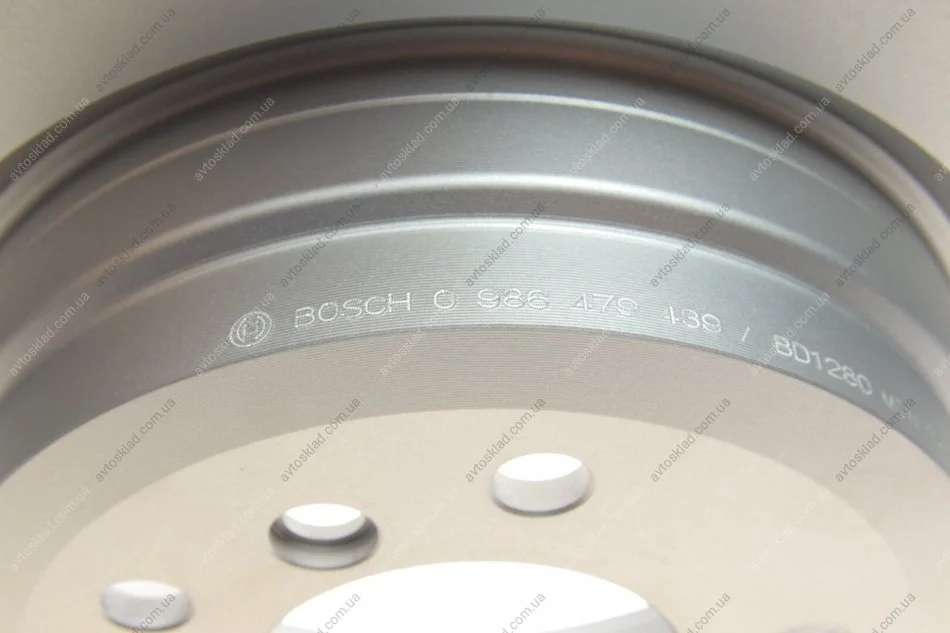 BOSCH 0 986 479 439 / BD1280
avtosklad.com.ua